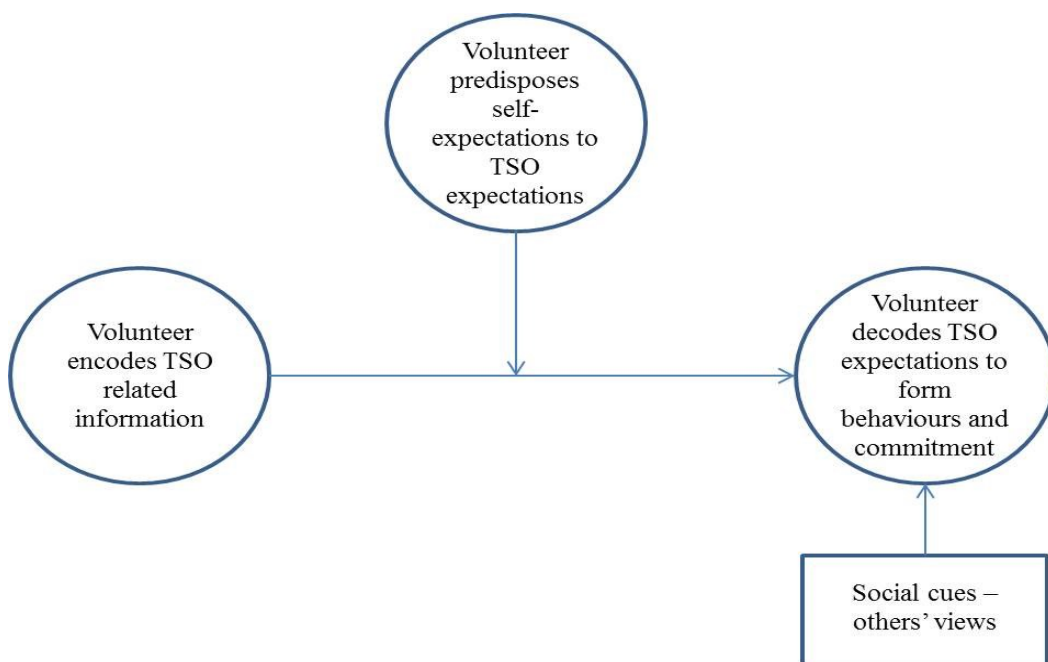 Volunteer
predisposes
self-
expectations to
TSO
expectations
Volunteer
encodes TSO
related
information
Volunteer
decodes TSO
expectations to
form
behaviours and
commitment
Social cues –
others’ views